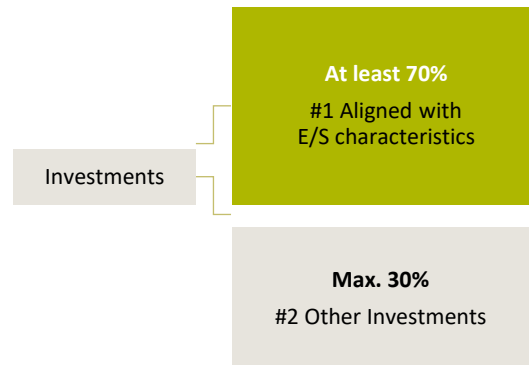 At least 70%
#1 Aligned with
E/S characteristics
Investments
Max. 30%
#2 Other Investments